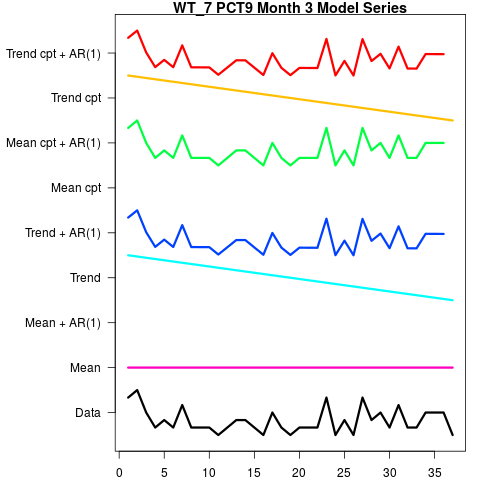 WT_7 PCT9 Month 3 Model Series
Trend cpt + AR(1)
Trend cpt
Mean cpt + AR(1)
Mean cpt
Trend + AR(1)
Trend
Mean + AR(1)
Mean
Data
0 5 10 15 20 25 30 35